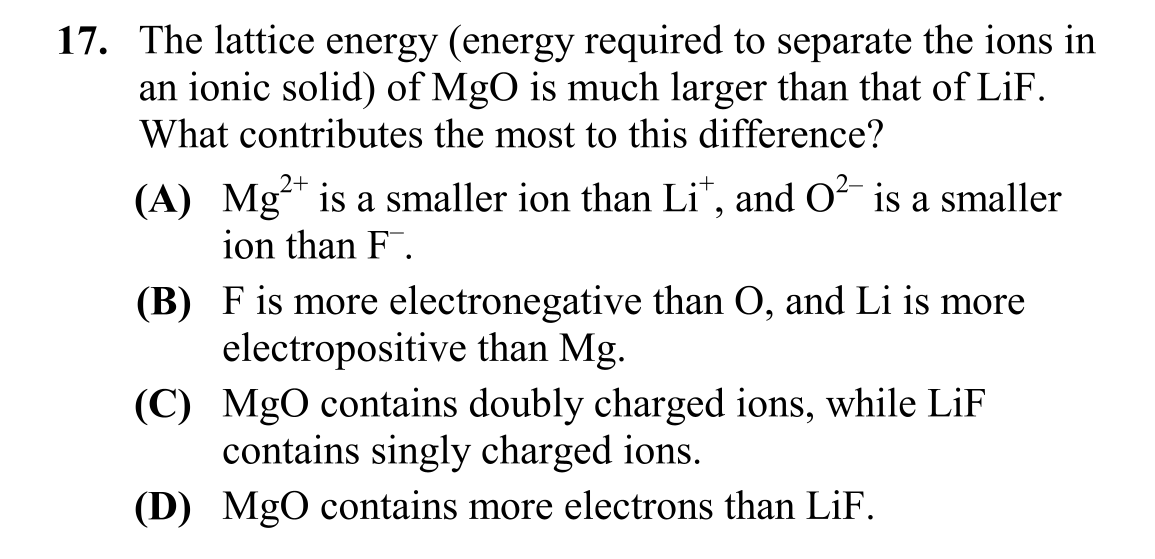 17. The lattice energy (energy required to separate the ions in
an ionic solid) of MgO is much larger than that of LiF.
What contributes the most to this difference?
(A) Mg²⁺ is a smaller ion than Li⁺, and O²⁻ is a smaller
ion than F⁻.
(B) F is more electronegative than O, and Li is more
electropositive than Mg.
(C) MgO contains doubly charged ions, while LiF
contains singly charged ions.
(D) MgO contains more electrons than LiF.